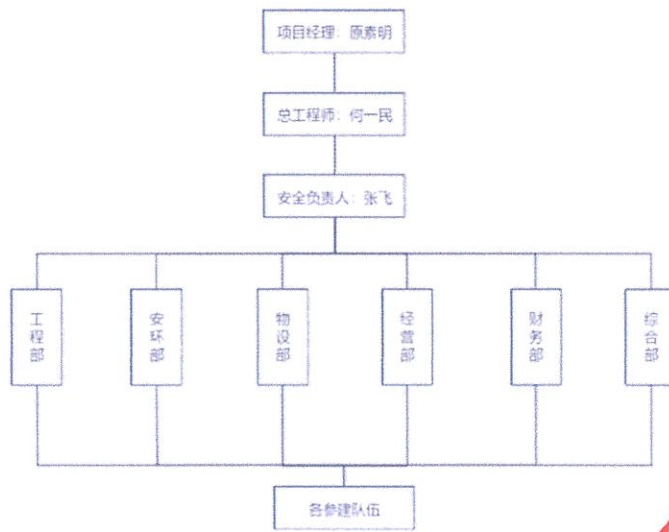 项目经理：原素明
总工程师：何一民
安全负责人：张飞
工程部
安环部
物设部
经营部
财务部
综合部
各参建队伍